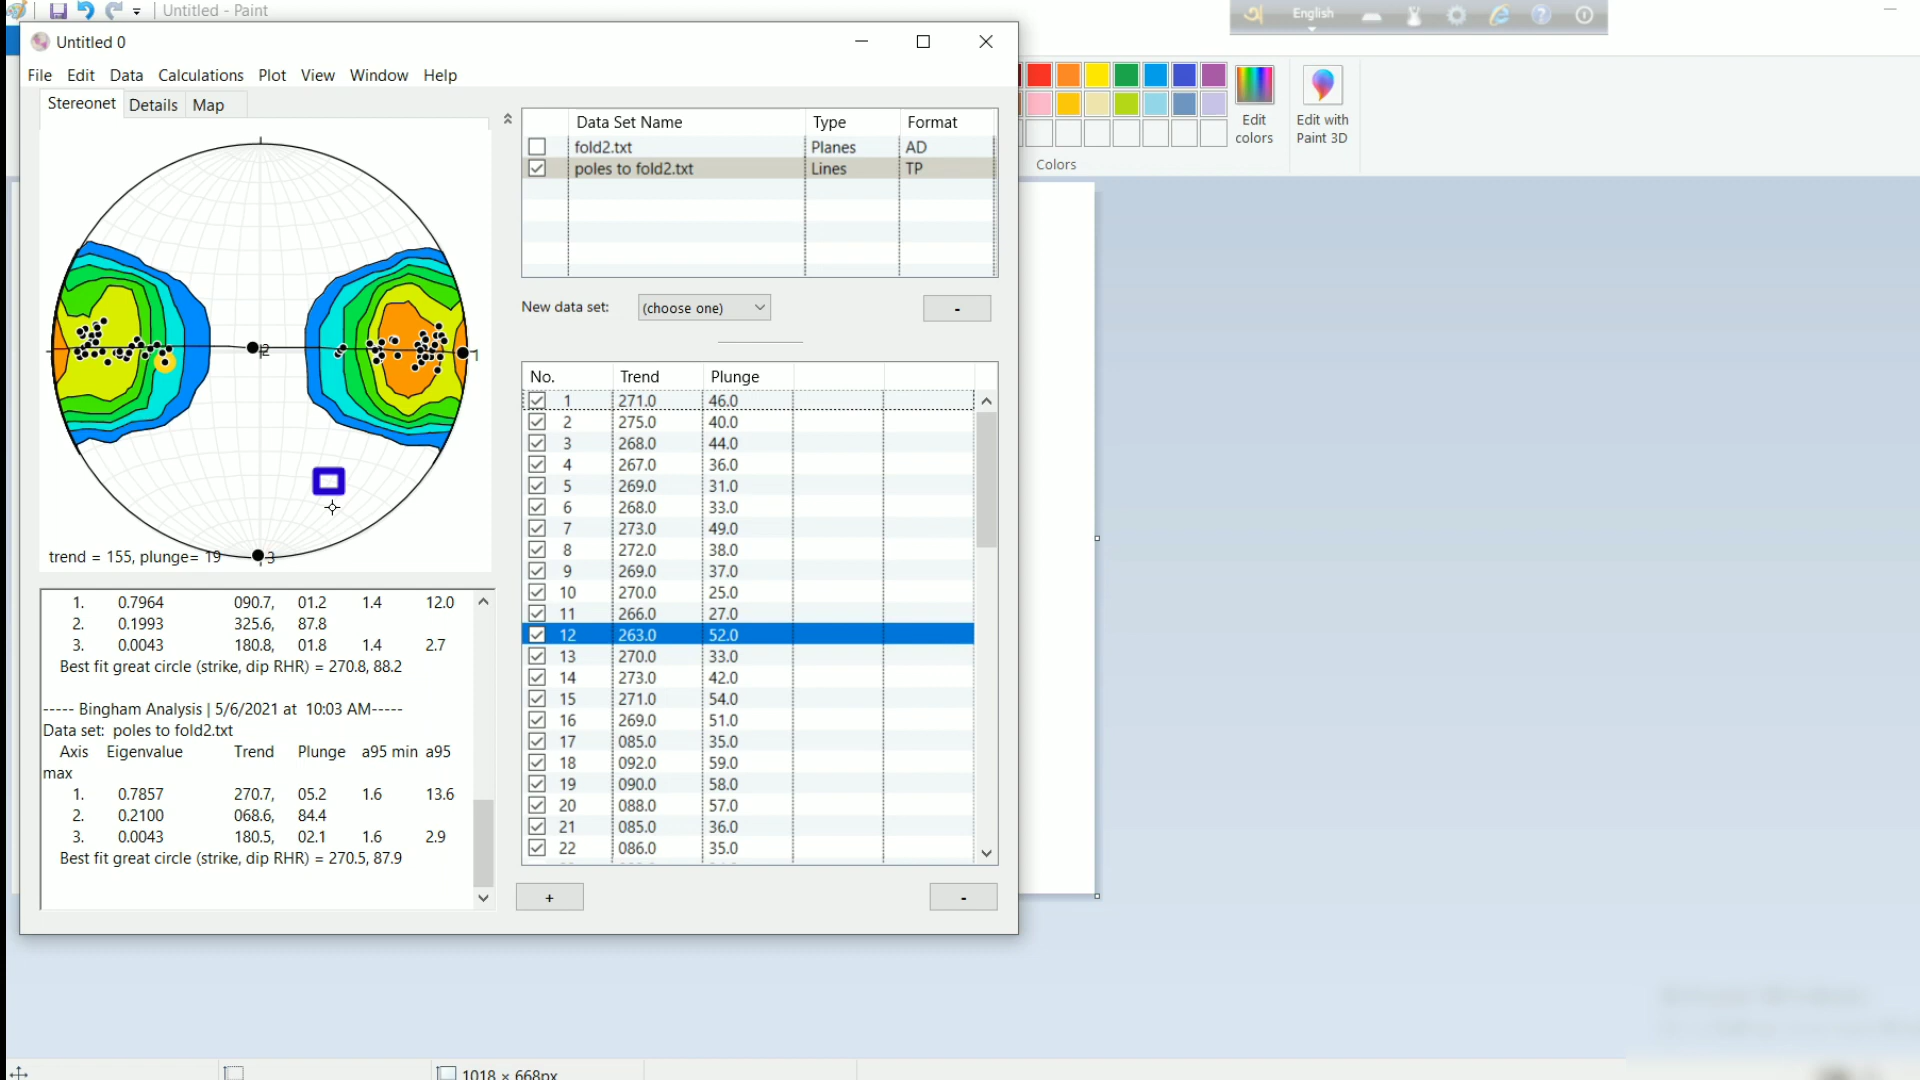 Untitled - Paint
English
Untitled 0
File Edit Data Calculations Plot View Window Help
Stereonet Details Map
Data Set Name Type Format
fold2.txt Planes AD
poles to fold2.txt Lines TP
New data set: (choose one) -
Edit colors
Edit with Paint 3D
Colors
2
1
3
trend = 155, plunge= 19
No. Trend Plunge
1 271.0 46.0
2 275.0 40.0
3 268.0 44.0
4 267.0 36.0
5 269.0 31.0
6 268.0 33.0
7 273.0 49.0
8 272.0 38.0
9 269.0 37.0
10 270.0 25.0
11 266.0 27.0
12 263.0 52.0
13 270.0 33.0
14 273.0 42.0
15 271.0 54.0
16 269.0 51.0
17 085.0 35.0
18 092.0 59.0
19 090.0 58.0
20 088.0 57.0
21 085.0 36.0
22 086.0 35.0
+ -
1. 0.7964 090.7, 01.2 1.4 12.0
2. 0.1993 325.6, 87.8
3. 0.0043 180.8, 01.8 1.4 2.7
Best fit great circle (strike, dip RHR) = 270.8, 88.2
----- Bingham Analysis | 5/6/2021 at 10:03 AM-----
Data set: poles to fold2.txt
Axis Eigenvalue Trend Plunge a95 min a95
max
1. 0.7857 270.7, 05.2 1.6 13.6
2. 0.2100 068.6, 84.4
3. 0.0043 180.5, 02.1 1.6 2.9
Best fit great circle (strike, dip RHR) = 270.5, 87.9
1018 × 668px